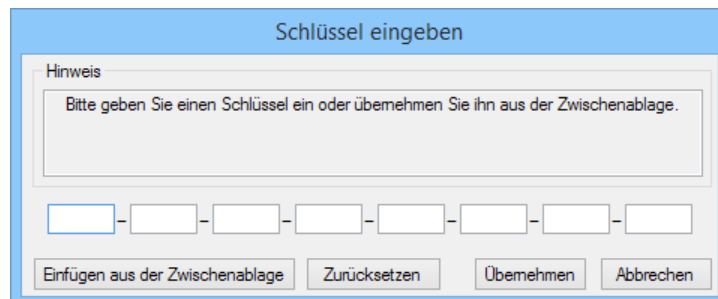 Schlüssel eingeben
Hinweis
Bitte geben Sie einen Schlüssel ein oder übernehmen Sie ihn aus der Zwischenablage.
– – – – – – –
Einfügen aus der Zwischenablage Zurücksetzen Übernehmen Abbrechen